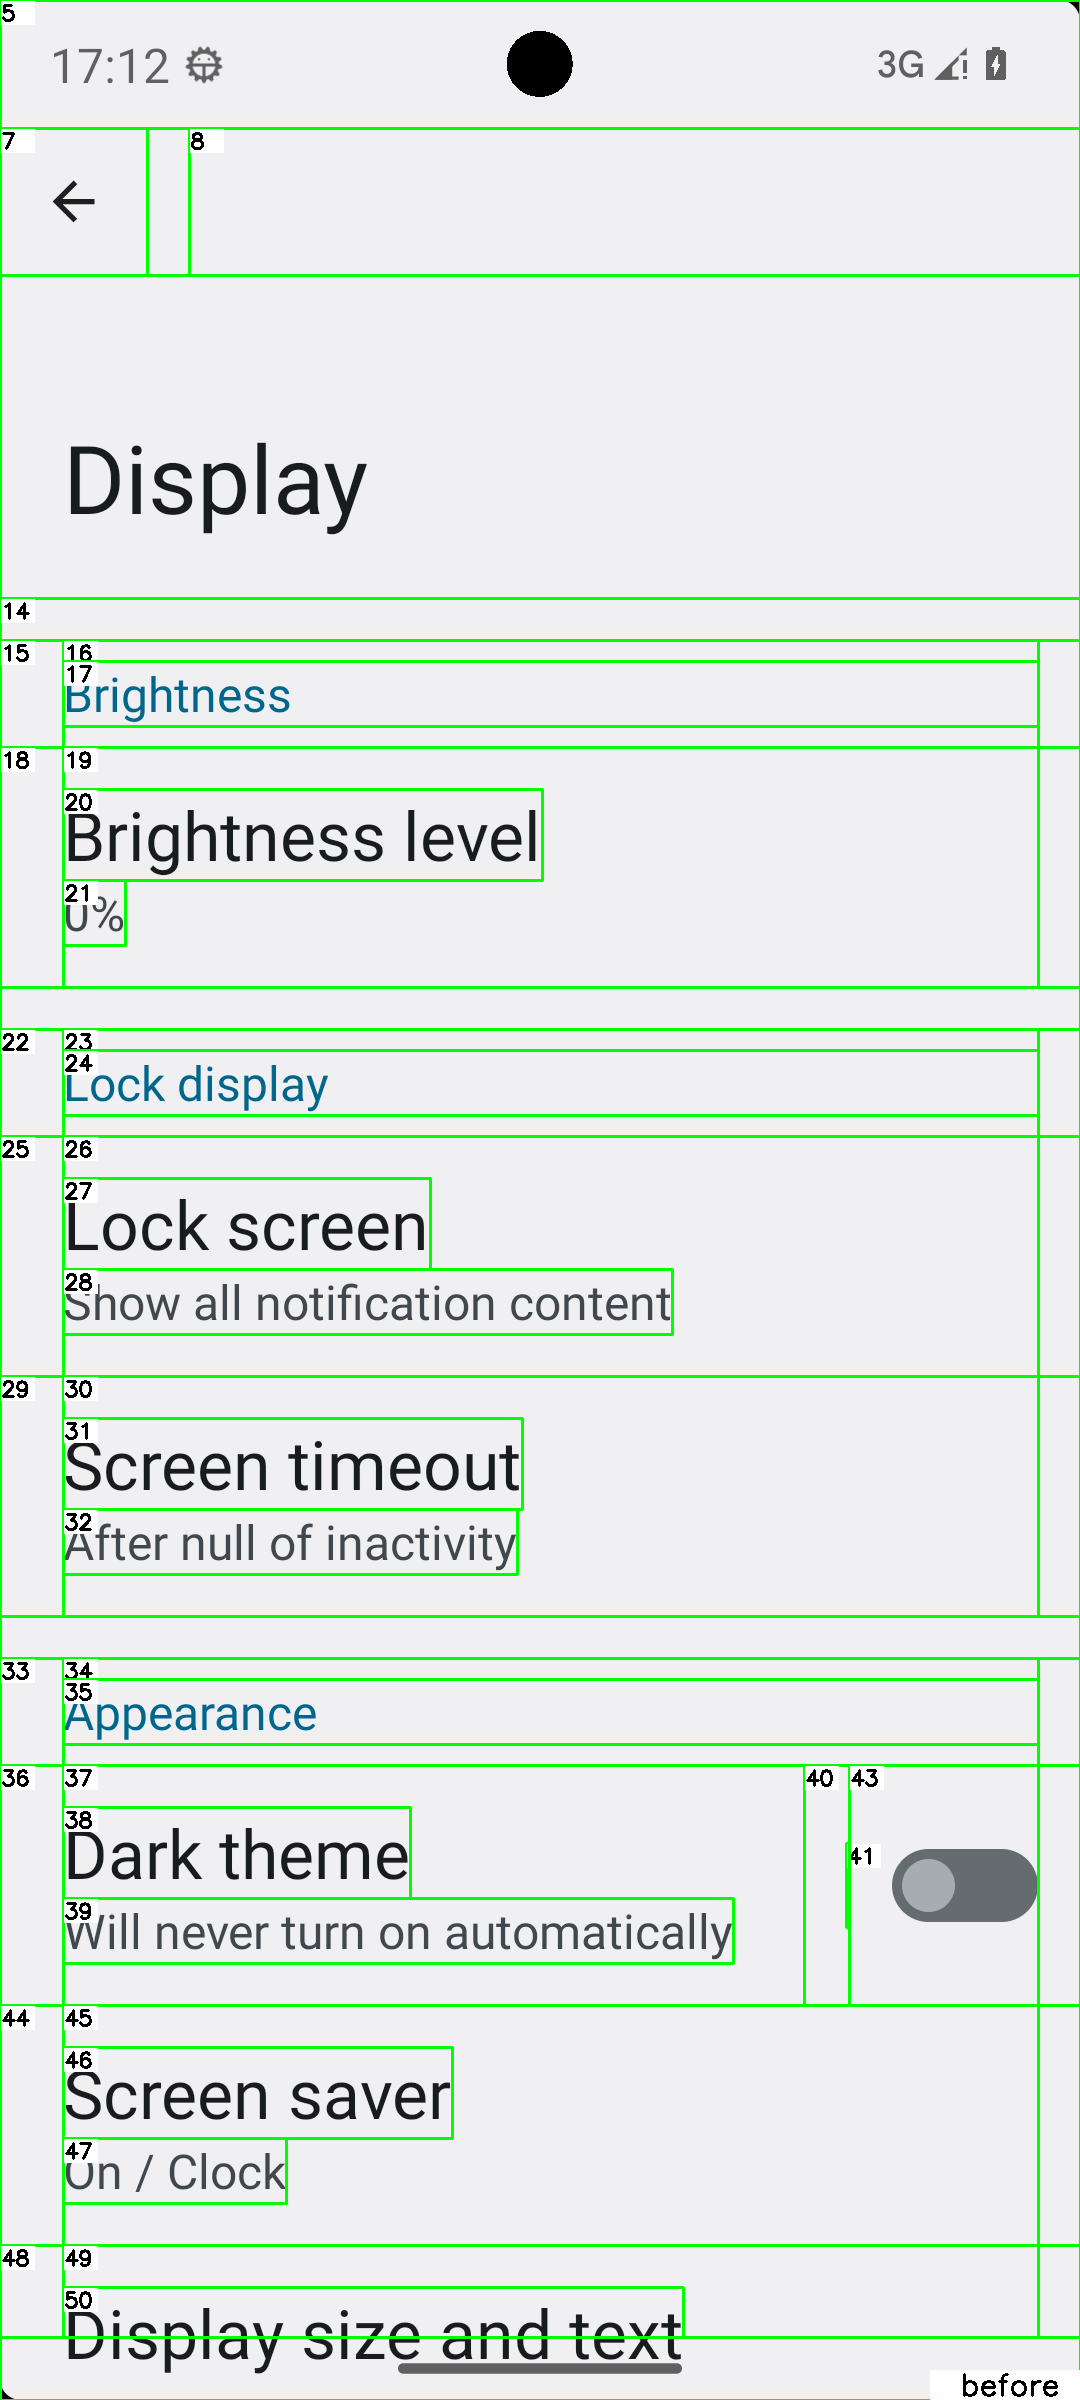 5
17:12
3G
7
8
Display
14
15
16
17
Brightness
18
19
20
Brightness level
21
0%
22
23
24
Lock display
25
26
27
Lock screen
28
Show all notification content
29
30
31
Screen timeout
32
After null of inactivity
33
34
35
Appearance
36
37
40
43
38
Dark theme
41
39
Will never turn on automatically
44
45
46
Screen saver
47
On / Clock
48
49
50
Display size and text
before